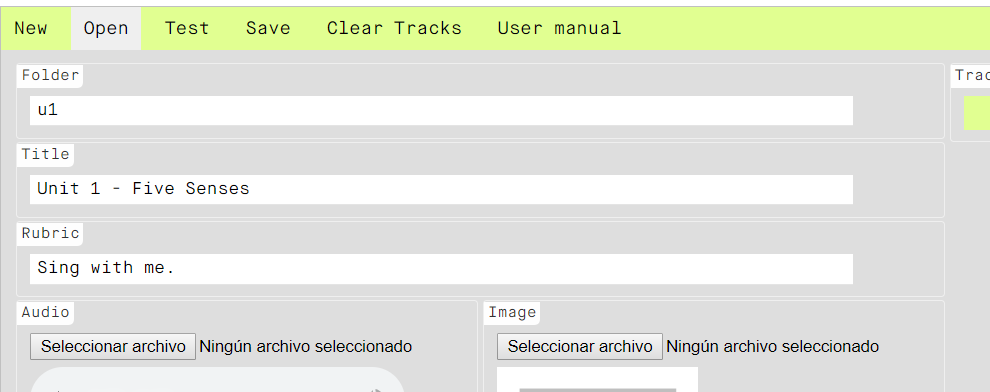 New Open Test Save Clear Tracks User manual
Folder
u1
Title
Unit 1 - Five Senses
Rubric
Sing with me.
Audio
Seleccionar archivo Ningún archivo seleccionado
Image
Seleccionar archivo Ningún archivo seleccionado